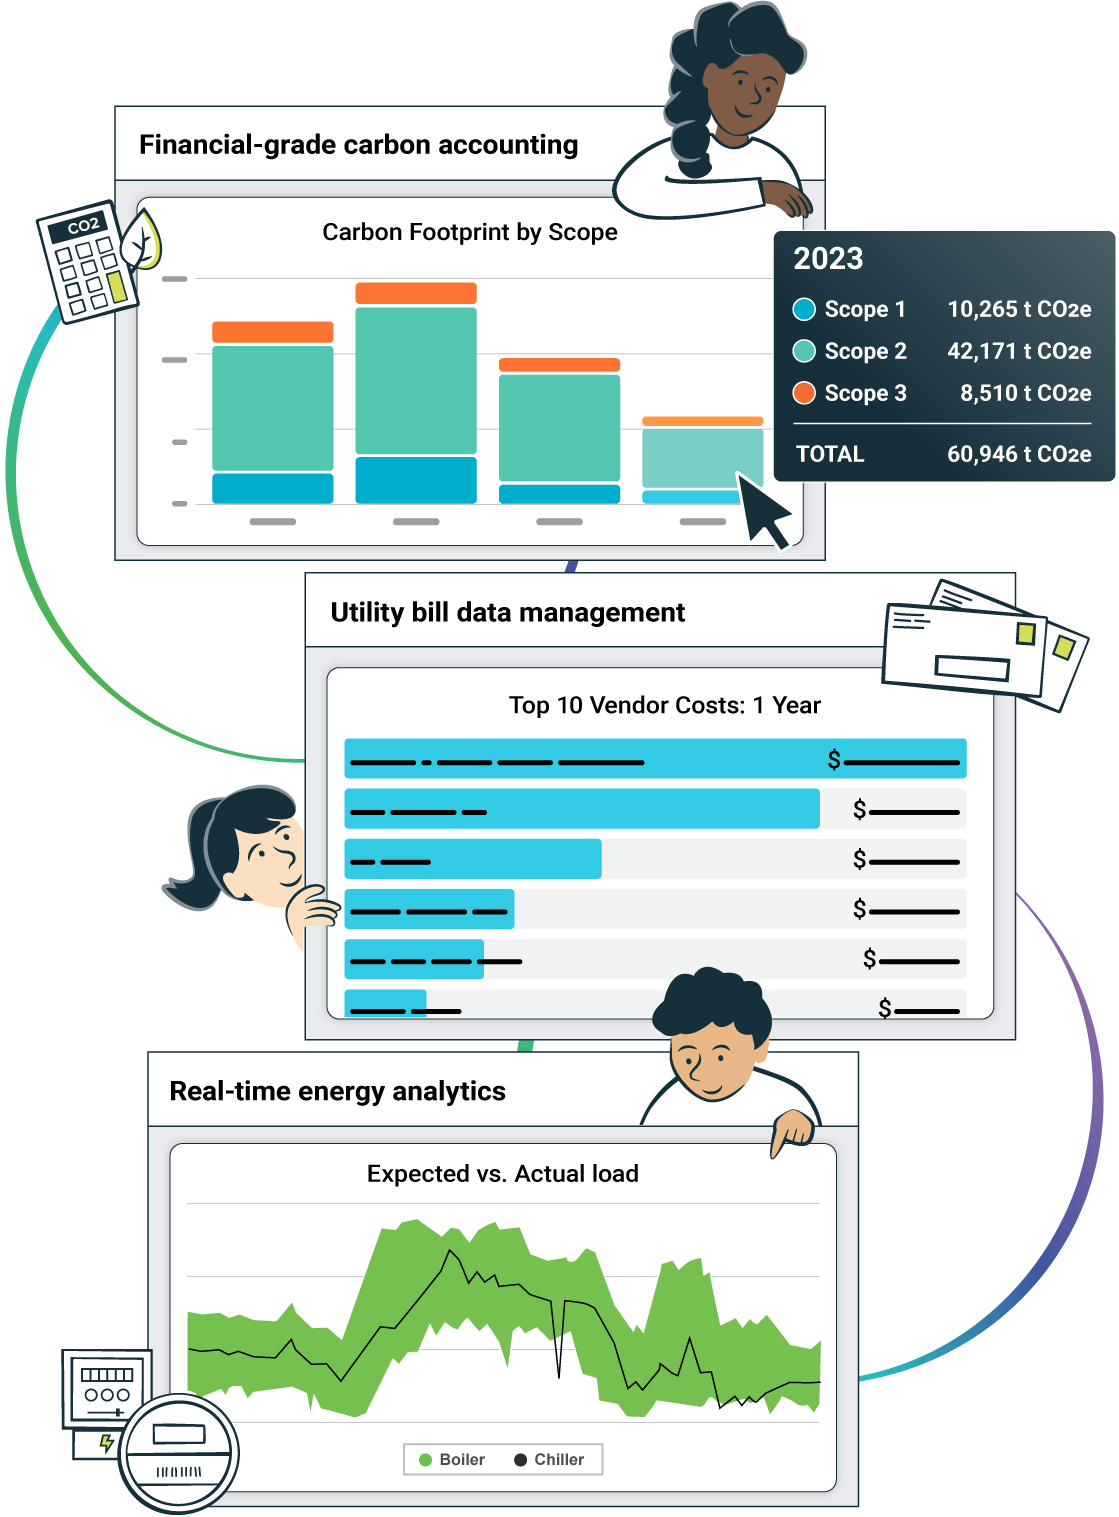 Financial-grade carbon accounting
CO2
Carbon Footprint by Scope
2023
Scope 1 10,265 t CO2e
Scope 2 42,171 t CO2e
Scope 3 8,510 t CO2e
TOTAL 60,946 t CO2e
Utility bill data management
Top 10 Vendor Costs: 1 Year
$
$
$
$
$
$
Real-time energy analytics
Expected vs. Actual load
Boiler Chiller